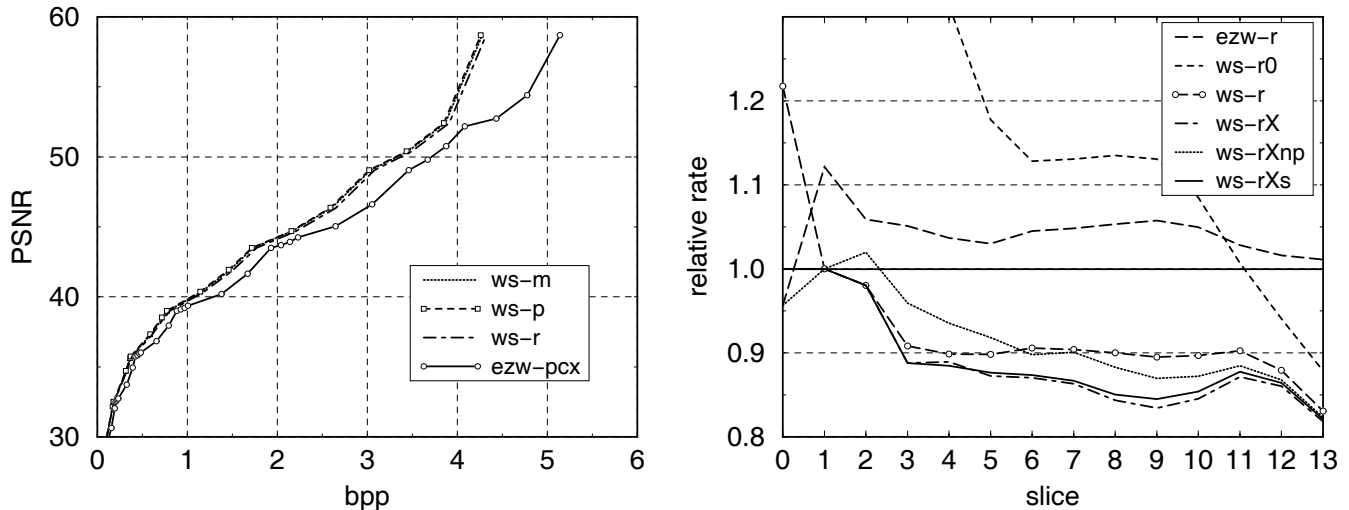 60
50
40
30
PSNR
0 1 2 3 4 5 6
bpp
ws-m
ws-p
ws-r
ezw-pcx
1.2
1.1
1.0
0.9
0.8
relative rate
0 1 2 3 4 5 6 7 8 9 10 11 12 13
slice
ezw-r
ws-r0
ws-r
ws-rX
ws-rXnp
ws-rXs